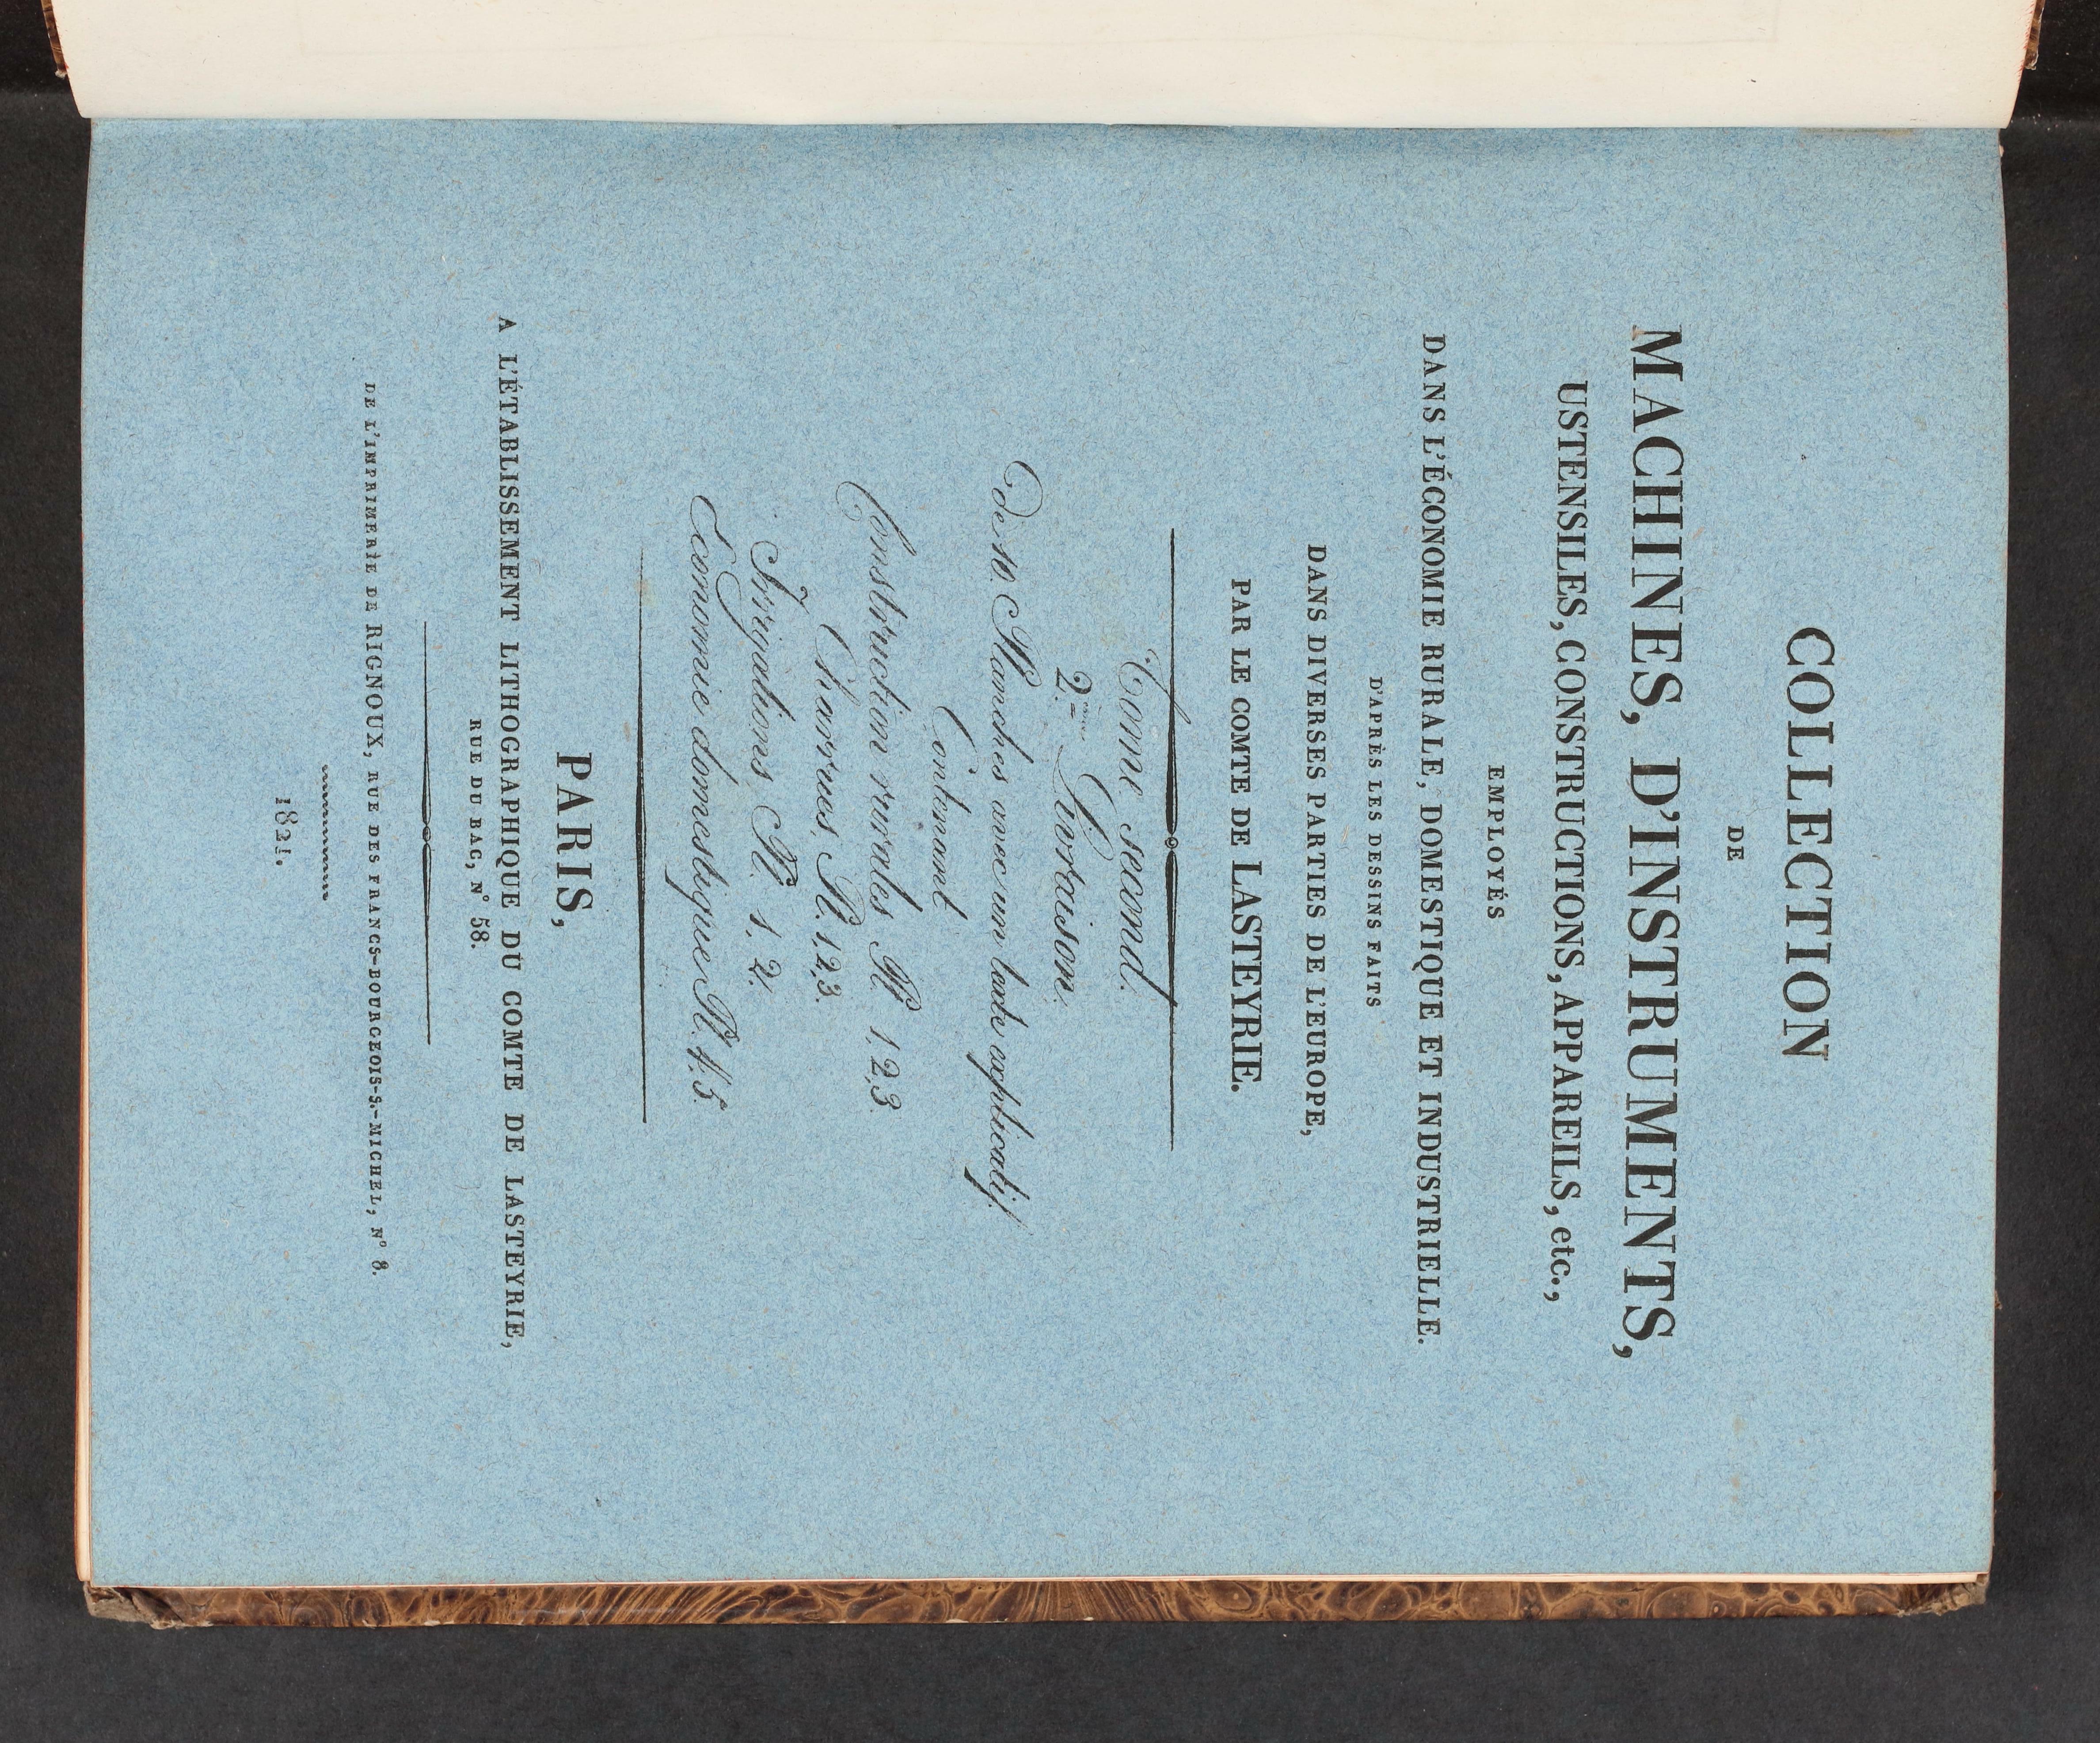 COLLECTION
DE
MACHINES, D'INSTRUMENTS,
USTENSILES, CONSTRUCTIONS, APPAREILS, etc.,
EMPLOYÉS
DANS L'ÉCONOMIE RURALE, DOMESTIQUE ET INDUSTRIELLE.
D'APRÈS LES DESSINS FAITS
DANS DIVERSES PARTIES DE L'EUROPE,
PAR LE COMTE DE LASTEYRIE.
Tome second.
2.ème Livraison.
De 10. Planches avec un texte explicatif
Contenant
Construction rurales Pl. 1,2,3.
Charrues Pl. 1,2,3.
Irrigations Pl. 1. 2.
Economie domestique Pl. 4.5.
PARIS,
A L'ÉTABLISSEMENT LITHOGRAPHIQUE DU COMTE DE LASTEYRIE,
RUE DU BAC, N° 58.
DE L'IMPRIMERIE DE RIGNOUX, RUE DES FRANCS-BOURGEOIS-S.-MICHEL, N° 8.
1821.